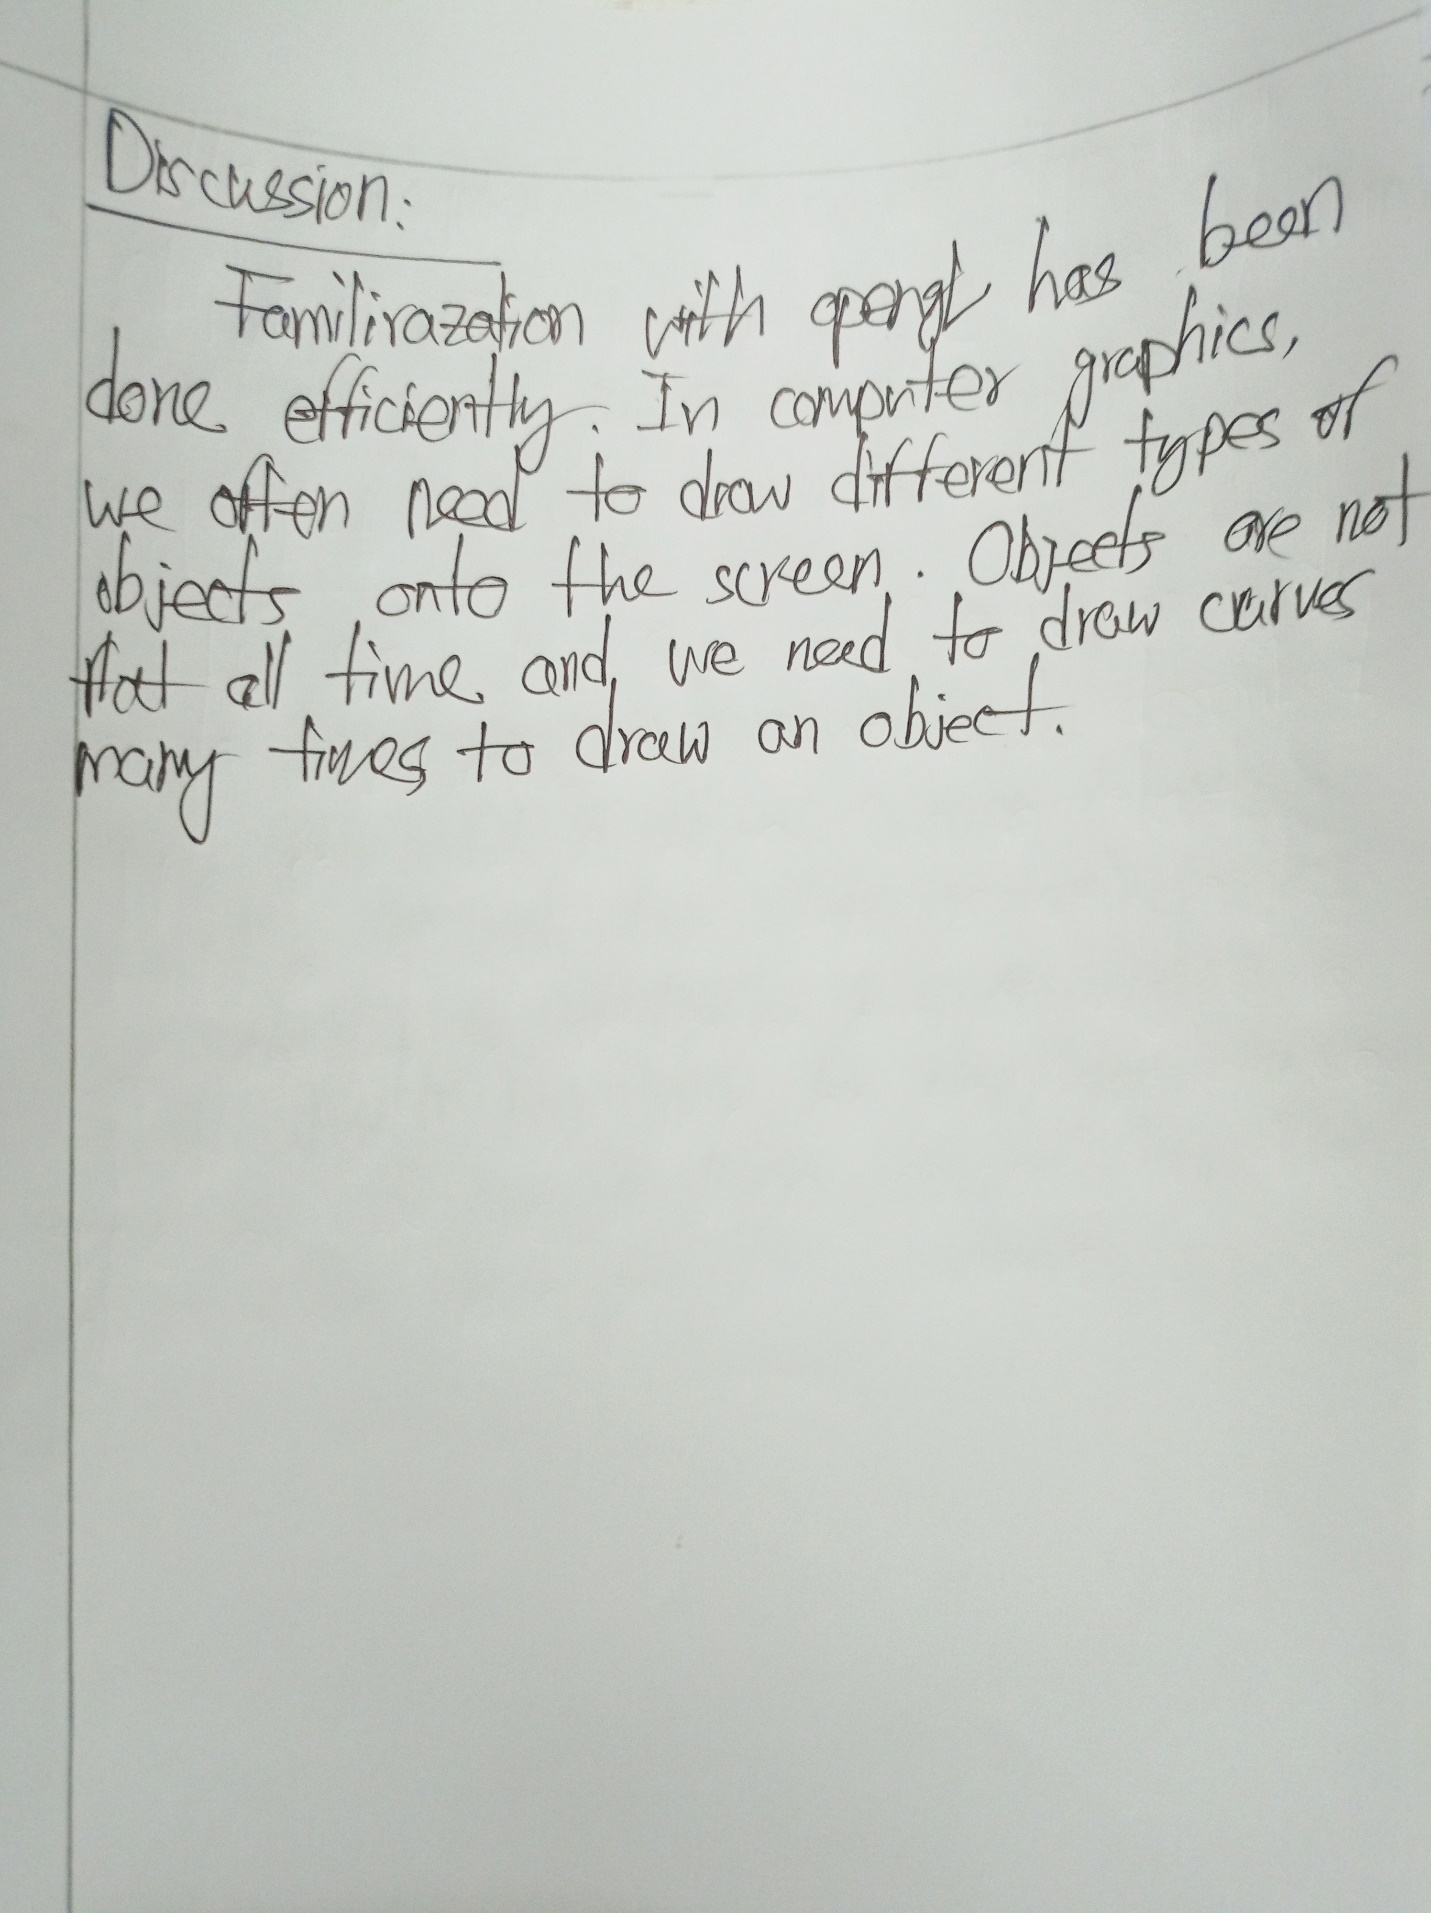 Discussion:
Familirazation with opengl has been
done efficiently. In computer graphics,
we often need to draw different types of
objects onto the screen. Objects are not
flat all time and we need to draw curves
many times to draw an object.